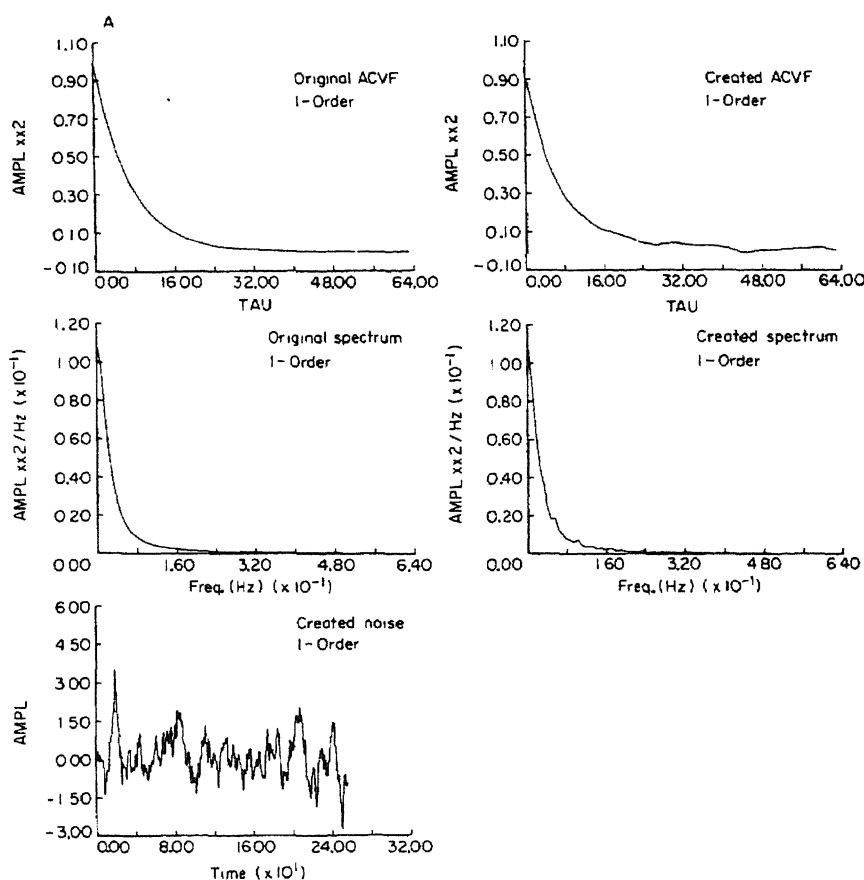 A
1.10
0.90
0.70
0.50
0.30
0.10
-0.10
AMPL xx2
Original ACVF
1-Order
0.00 16.00 32.00 48.00 64.00
TAU
1.10
0.90
0.70
0.50
0.30
0.10
-0.10
AMPL xx2
Created ACVF
1-Order
0.00 16.00 32.00 48.00 64.00
TAU
1.20
1.00
0.80
0.60
0.40
0.20
0.00
AMPL xx2/Hz (x10⁻¹)
Original spectrum
1-Order
1.60 3.20 4.80 6.40
Freq.(Hz) (x10⁻¹)
1.20
1.00
0.80
0.60
0.40
0.20
0.00
AMPL xx2/Hz (x10⁻¹)
Created spectrum
1-Order
1.60 3.20 4.80 6.40
Freq.(Hz) (x10⁻¹)
6.00
4.50
3.00
1.50
0.00
-1.50
-3.00
AMPL
Created noise
1-Order
0.00 8.00 16.00 24.00 32.00
Time (x10¹)